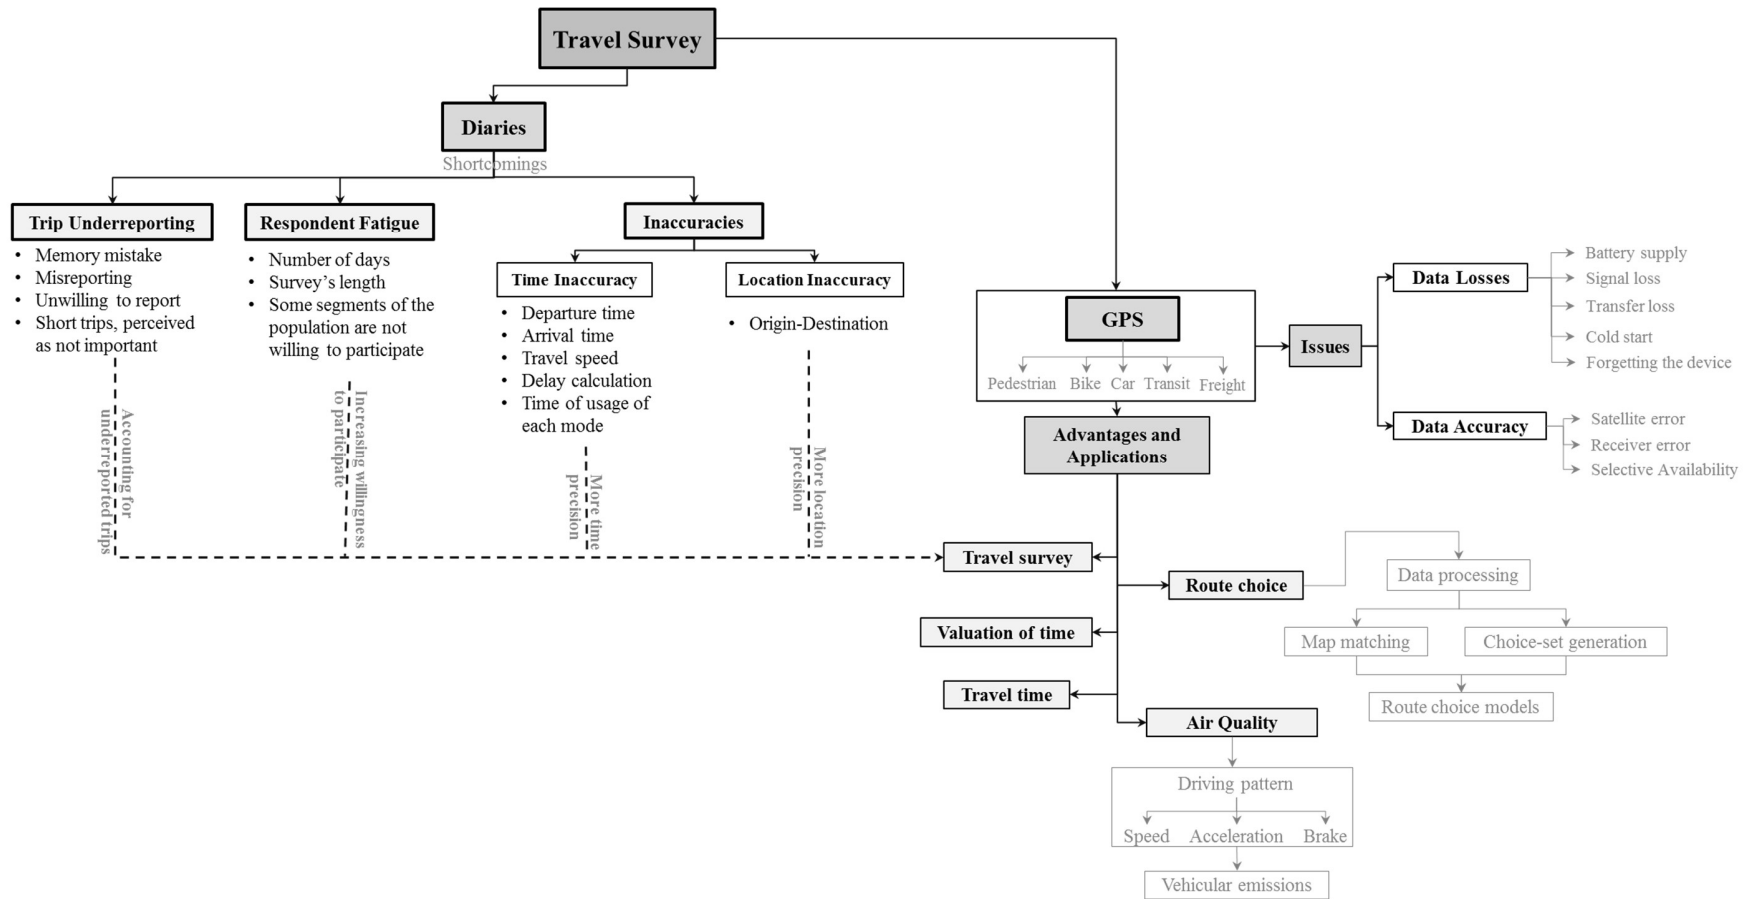 Travel Survey
Diaries
Shortcomings
Trip Underreporting
• Memory mistake
• Misreporting
• Unwilling to report
• Short trips, perceived
as not important
Accounting for
underreported trips
Respondent Fatigue
• Number of days
• Survey's length
• Some segments of the
population are not
willing to participate
Increasing willingness
to participate
Inaccuracies
Time Inaccuracy
• Departure time
• Arrival time
• Travel speed
• Delay calculation
• Time of usage of
each mode
More time
precision
Location Inaccuracy
• Origin-Destination
More location
precision
GPS
Pedestrian Bike Car Transit Freight
Issues
Data Losses
Battery supply
Signal loss
Transfer loss
Cold start
Forgetting the device
Data Accuracy
Satellite error
Receiver error
Selective Availability
Advantages and
Applications
Travel survey
Route choice
Data processing
Map matching
Choice-set generation
Route choice models
Valuation of time
Travel time
Air Quality
Driving pattern
Speed Acceleration Brake
Vehicular emissions